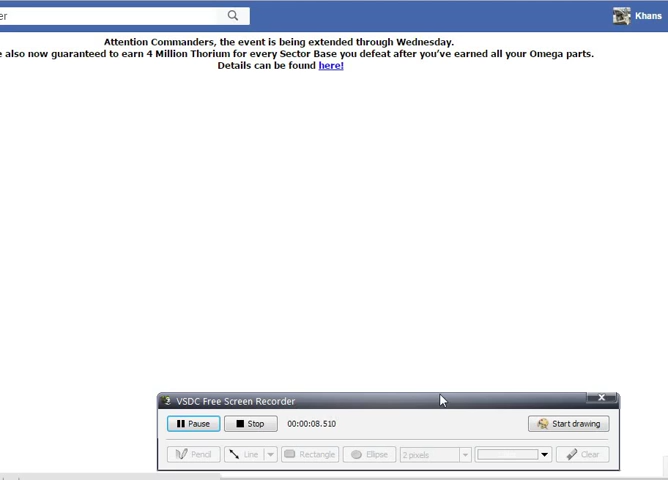 er
Khans
Attention Commanders, the event is being extended through Wednesday.
also now guaranteed to earn 4 Million Thorium for every Sector Base you defeat after you've earned all your Omega parts.
Details can be found here!
VSDC Free Screen Recorder
Pause
Stop
00:00:08.510
Start drawing
Pencil
Line
Rectangle
Ellipse
2 pixels
Clear